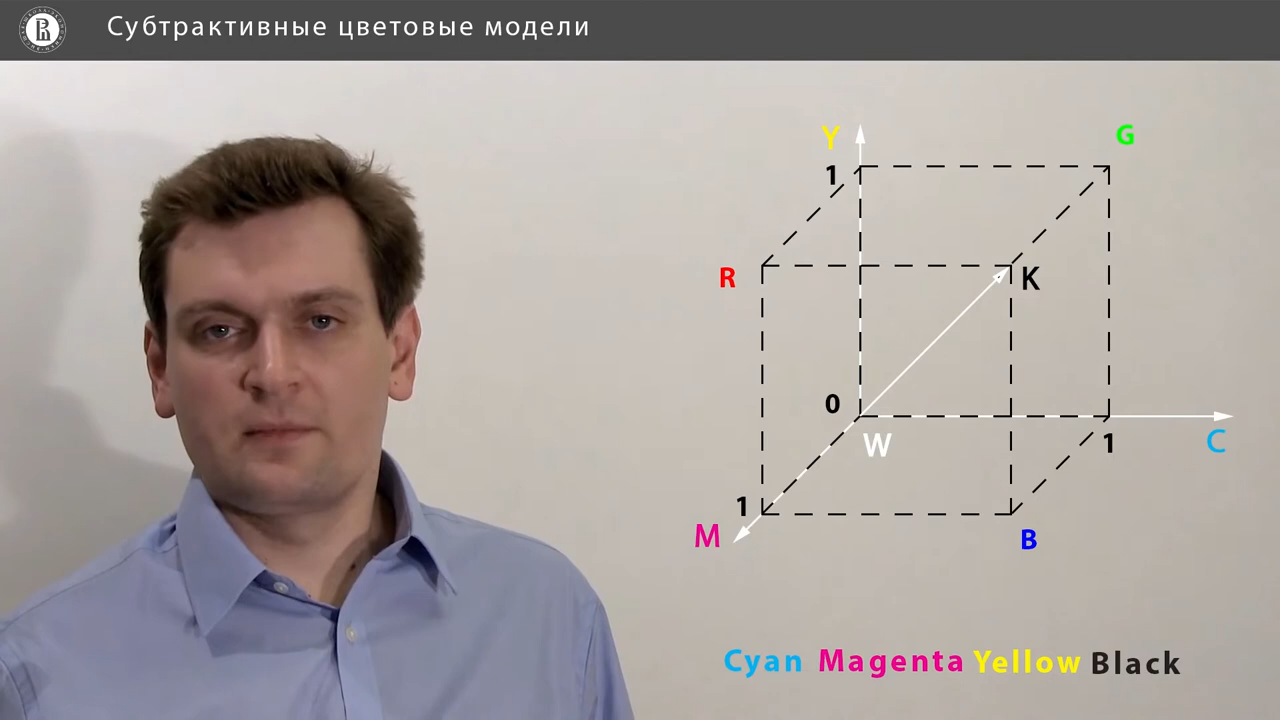 Субтрактивные цветовые модели
Y
G
1
R
K
0
W
1
C
1
M
B
Cyan Magenta Yellow Black